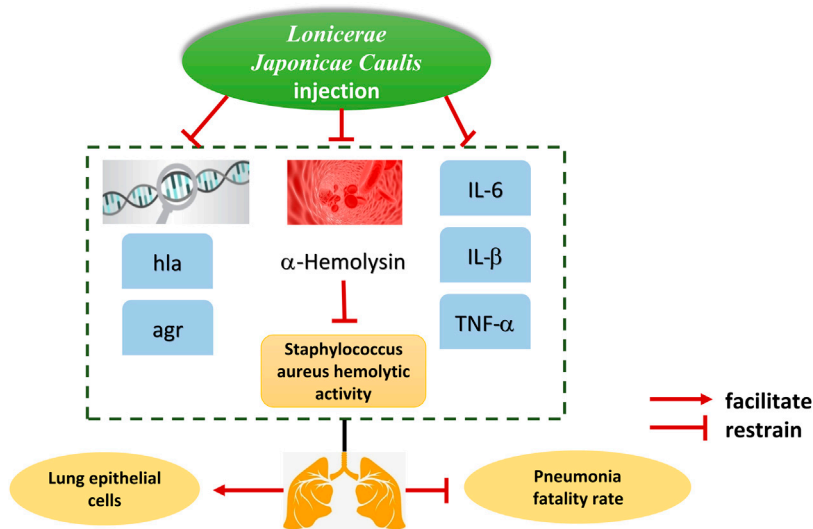 Lonicerae
Japonicae Caulis
injection
hla
agr
α-Hemolysin
IL-6
IL-β
TNF-α
Staphylococcus
aureus hemolytic
activity
facilitate
restrain
Lung epithelial
cells
Pneumonia
fatality rate